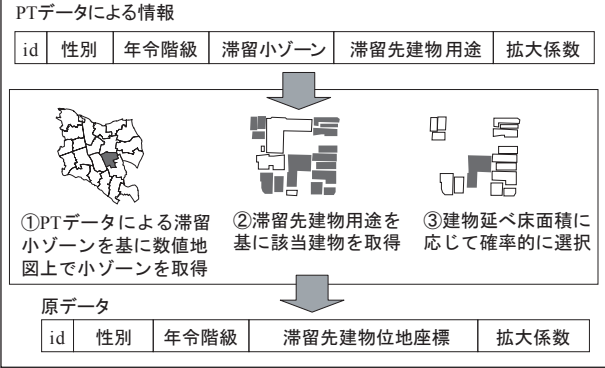 PTデータによる情報
id 性別 年令階級 滞留小ゾーン 滞留先建物用途 拡大係数
①PTデータによる滞留
小ゾーンを基に数値地
図上で小ゾーンを取得
②滞留先建物用途を
基に該当建物を取得
③建物延べ床面積に
応じて確率的に選択
原データ
id 性別 年令階級 滞留先建物位地座標 拡大係数